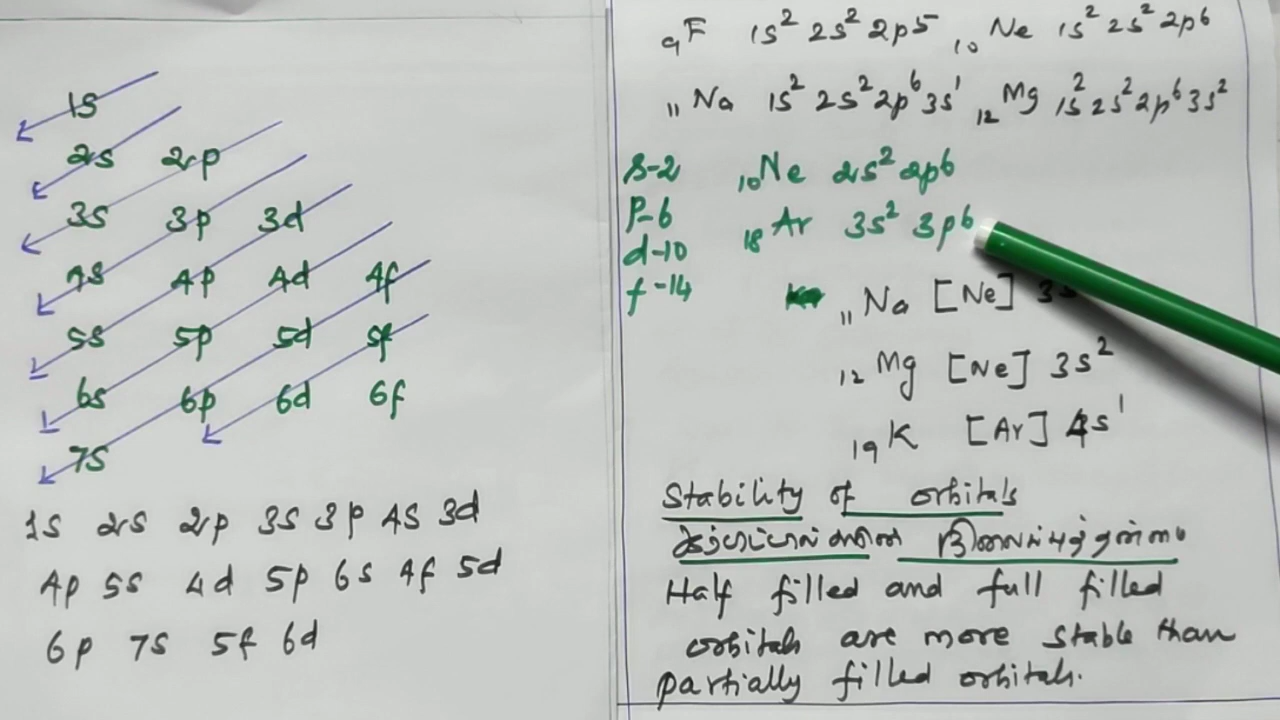 1s
2s 2p
3s 3p 3d
4s 4p 4d 4f
5s 5p 5d 5f
6s 6p 6d 6f
7s
1s 2s 2p 3s 3p 4s 3d
4p 5s 4d 5p 6s 4f 5d
6p 7s 5f 6d
₉F 1s² 2s² 2p5 ₁₀Ne 1s² 2s² 2p6
₁₁Na 1s² 2s² 2p⁶ 3s¹ ₁₂Mg 1s² 2s² 2p⁶ 3s²
s-2 ₁₀Ne 2s² 2p6
p-6 ₁₈Ar 3s² 3p6
d-10
f-14 ₁₁Na [Ne] 3s
₁₂Mg [Ne] 3s²
₁₉K [Ar] 4s¹
Stability of orbitals
ஆர்பிட்டால்களின் நிலைப்புத்தன்மை
Half filled and full filled
orbitals are more stable than
partially filled orbitals.